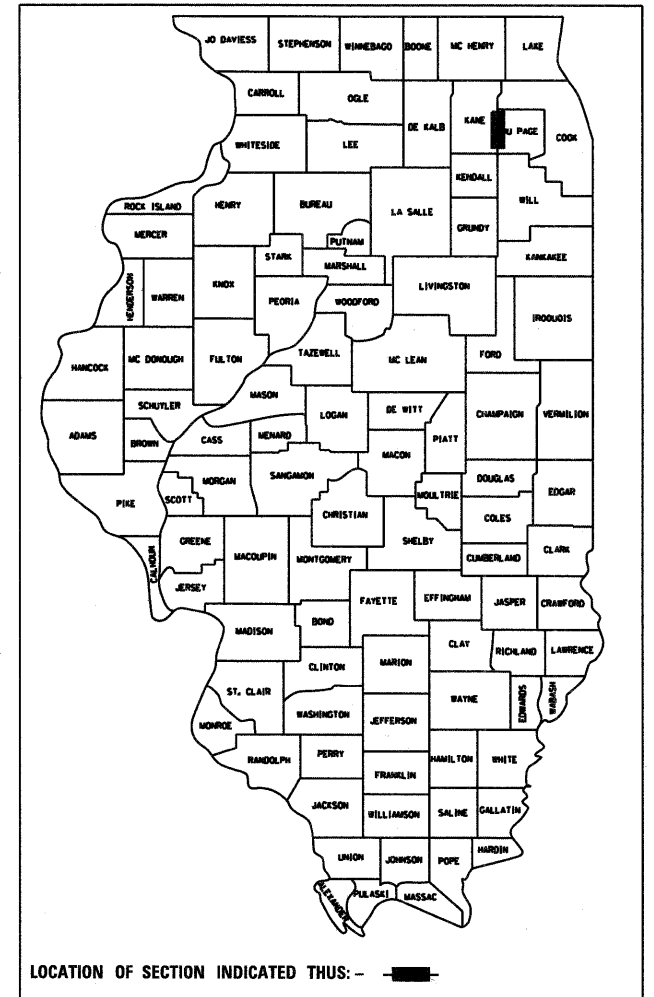 JO DAVIESS STEPHENSON WINNEBAGO BOONE MC HENRY LAKE
CARROLL OGLE DE KALB KANE DU PAGE COOK
WHITESIDE LEE
KENDALL
ROCK ISLAND HENRY BUREAU LA SALLE WILL
MERCER PUTNAM GRUNDY
STARK MARSHALL KANKAKEE
HENDERSON WARREN KNOX PEORIA WOODFORD LIVINGSTON IROQUOIS
HANCOCK MC DONOUGH FULTON TAZEWELL MC LEAN FORD
MASON
SCHUYLER LOGAN DE WITT CHAMPAIGN VERMILION
ADAMS BROWN CASS MENARD PIATT
MACON
MORGAN SANGAMON DOUGLAS
PIKE SCOTT CHRISTIAN MOULTRIE EDGAR
COLES
GREENE MACOUPIN MONTGOMERY SHELBY CUMBERLAND CLARK
CALHOUN JERSEY
FAYETTE EFFINGHAM JASPER CRAWFORD
MADISON BOND
CLAY RICHLAND LAWRENCE
CLINTON MARION
ST. CLAIR WAYNE EDWARDS WABASH
WASHINGTON JEFFERSON
MONROE
RANDOLPH PERRY HAMILTON WHITE
FRANKLIN
JACKSON WILLIAMSON SALINE GALLATIN
UNION JOHNSON POPE HARDIN
ALEXANDER PULASKI MASSAC
LOCATION OF SECTION INDICATED THUS: –